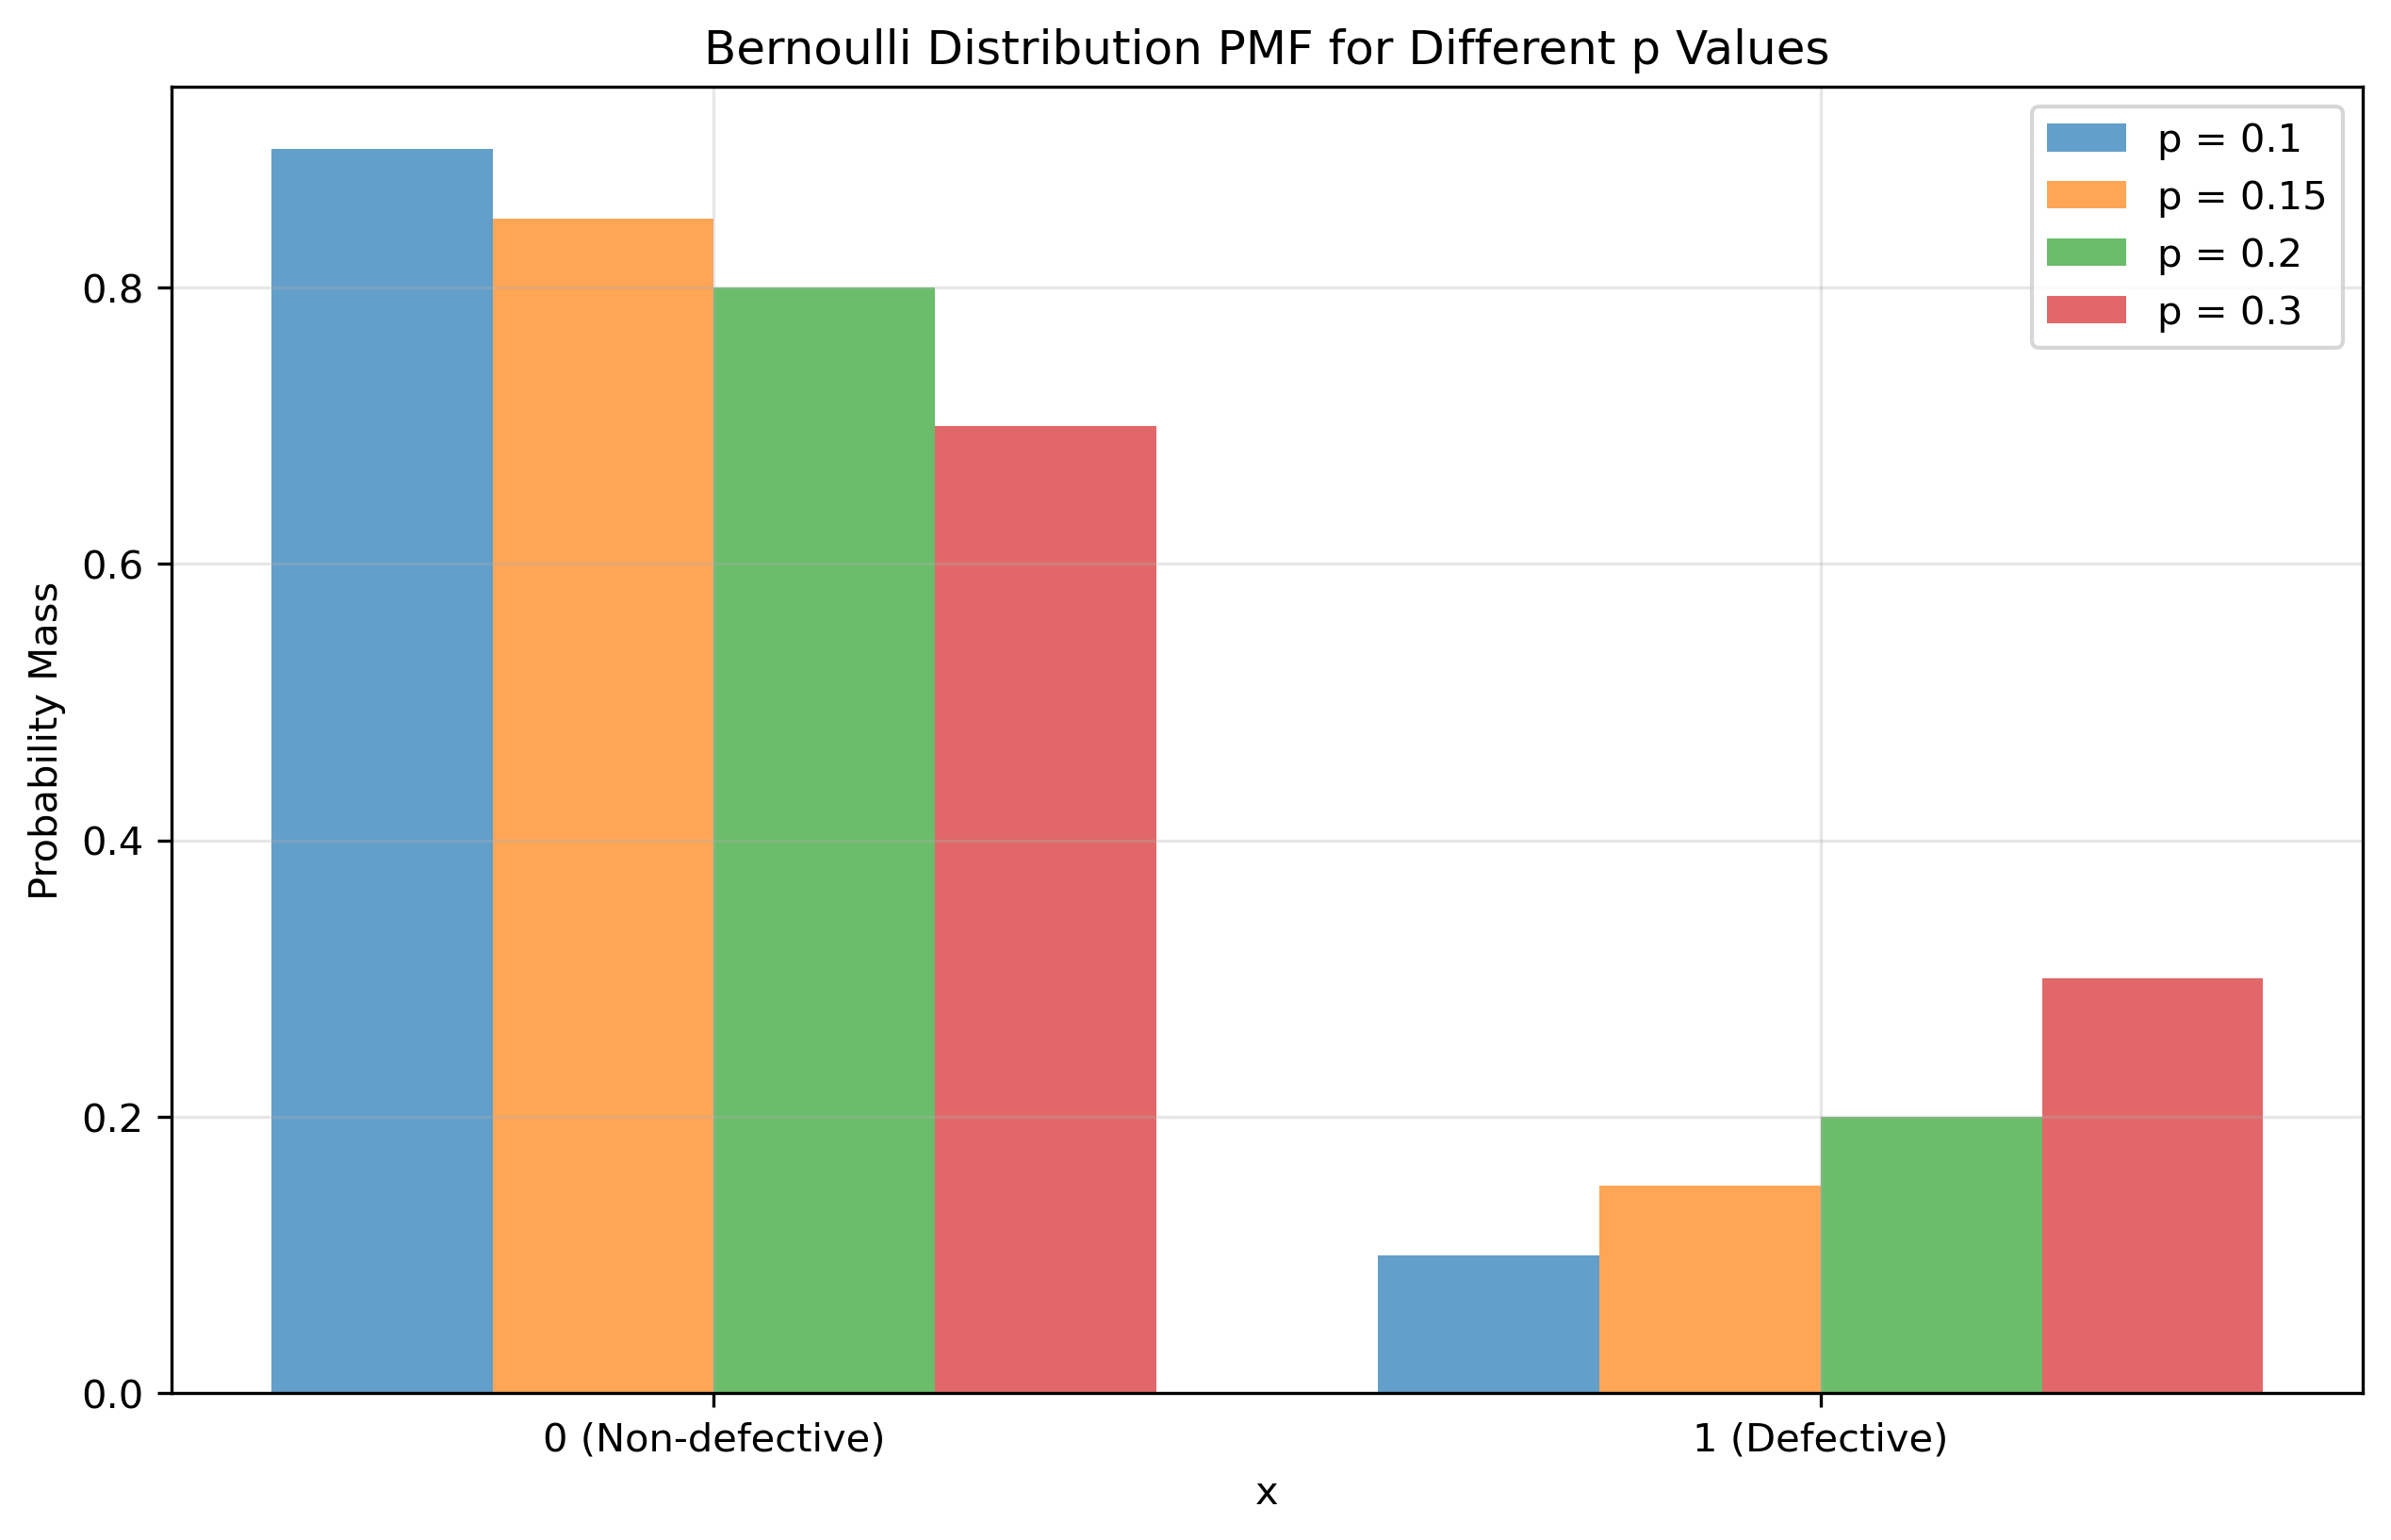 Bernoulli Distribution PMF for Different p Values
p = 0.1
p = 0.15
p = 0.2
p = 0.3
Probability Mass
0.8
0.6
0.4
0.2
0.0
0 (Non-defective)
1 (Defective)
x